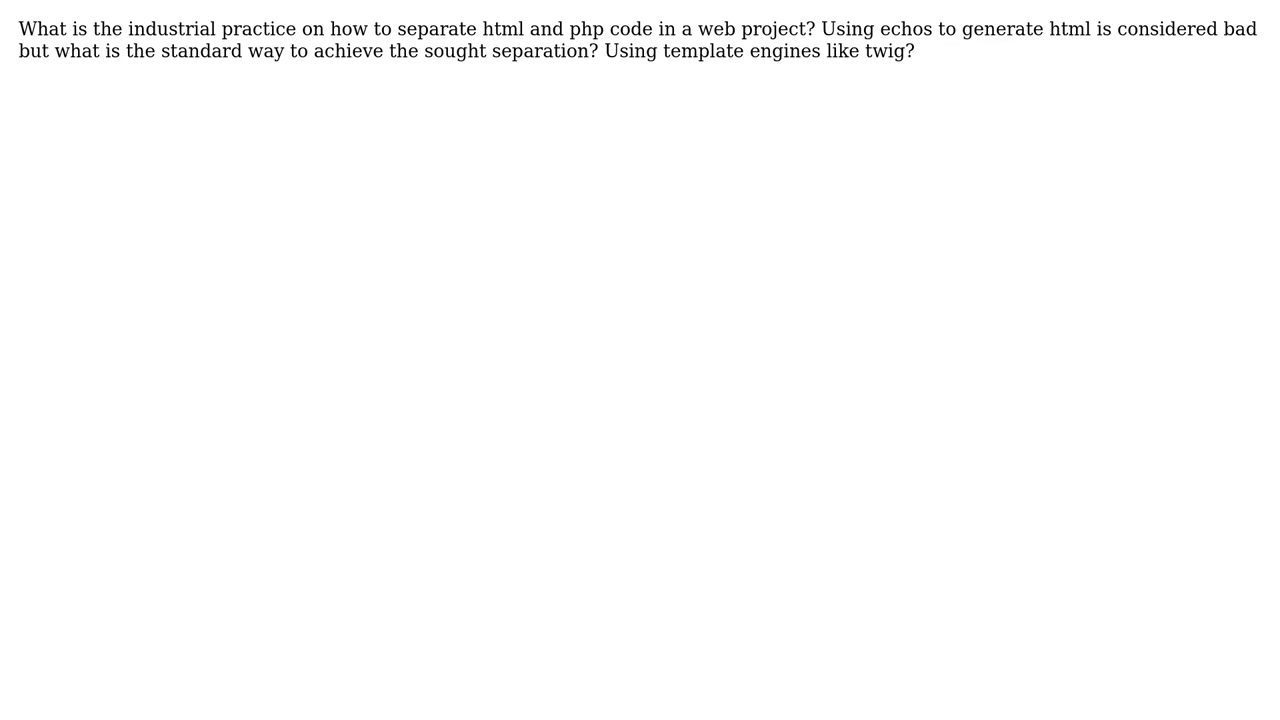 What is the industrial practice on how to separate html and php code in a web project? Using echos to generate html is considered bad
but what is the standard way to achieve the sought separation? Using template engines like twig?